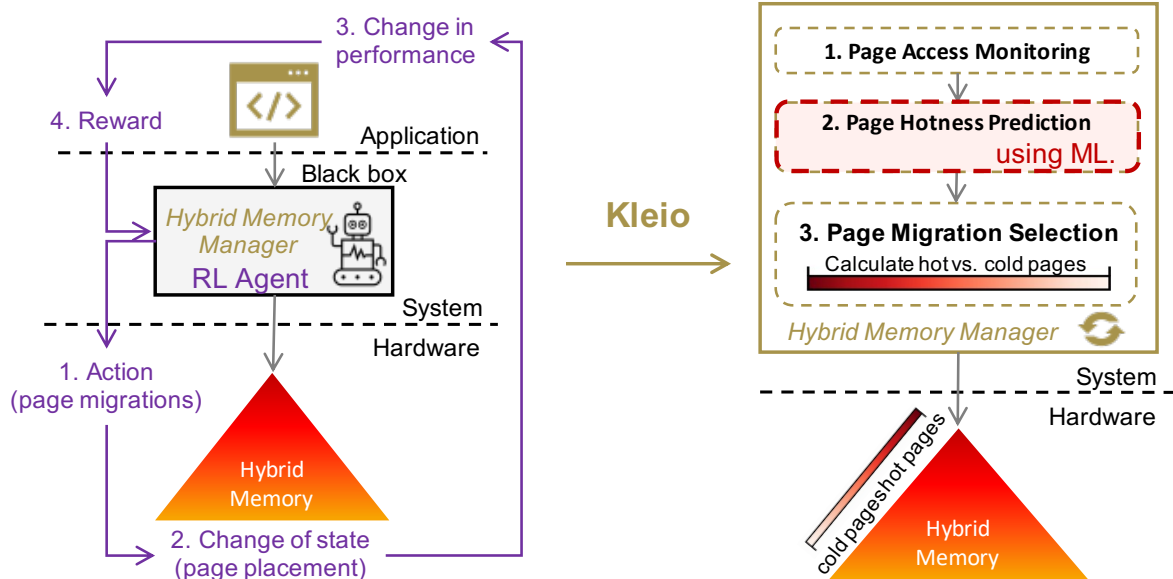 3. Change in
performance
</>
4. Reward
Application
Black box
Hybrid Memory
Manager
RL Agent
System
Hardware
1. Action
(page migrations)
Hybrid
Memory
2. Change of state
(page placement)
Kleio
1. Page Access Monitoring
2. Page Hotness Prediction
using ML.
3. Page Migration Selection
Calculate hot vs. cold pages
Hybrid Memory Manager
System
Hardware
cold pages hot pages
Hybrid
Memory